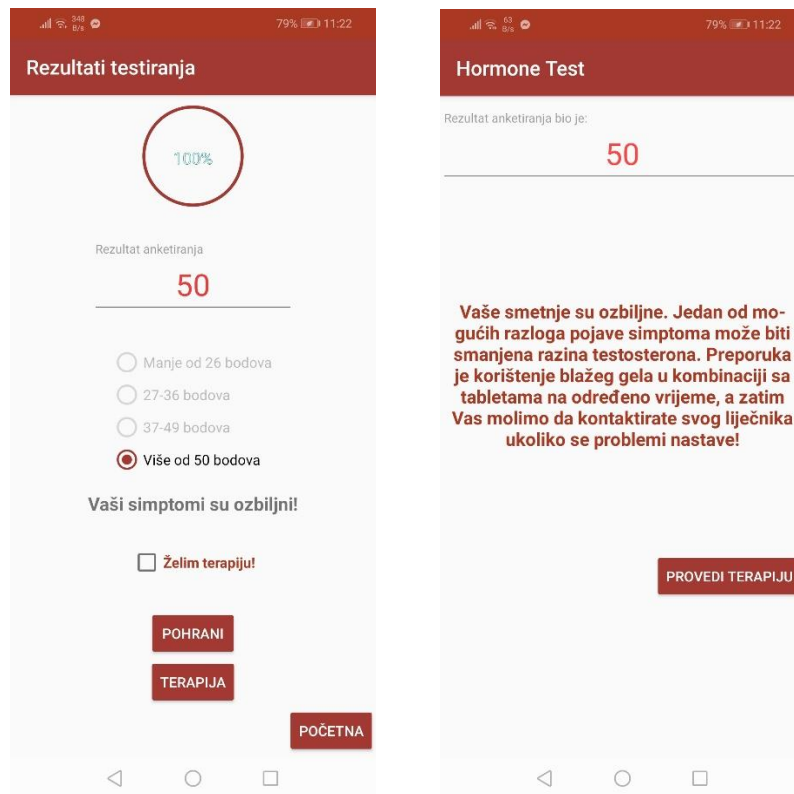 348
B/s
79%
11:22
Rezultati testiranja
100%
Rezultat anketiranja
50
Manje od 26 bodova
27-36 bodova
37-49 bodova
Više od 50 bodova
Vaši simptomi su ozbiljni!
Želim terapiju!
POHRANI
TERAPIJA
POČETNA
63
B/s
79%
11:22
Hormone Test
Rezultat anketiranja bio je:
50
Vaše smetnje su ozbiljne. Jedan od mo-
gućih razloga pojave simptoma može biti
smanjena razina testosterona. Preporuka
je korištenje blažeg gela u kombinaciji sa
tabletama na određeno vrijeme, a zatim
Vas molimo da kontaktirate svog liječnika
ukoliko se problemi nastave!
PROVEDI TERAPIJU